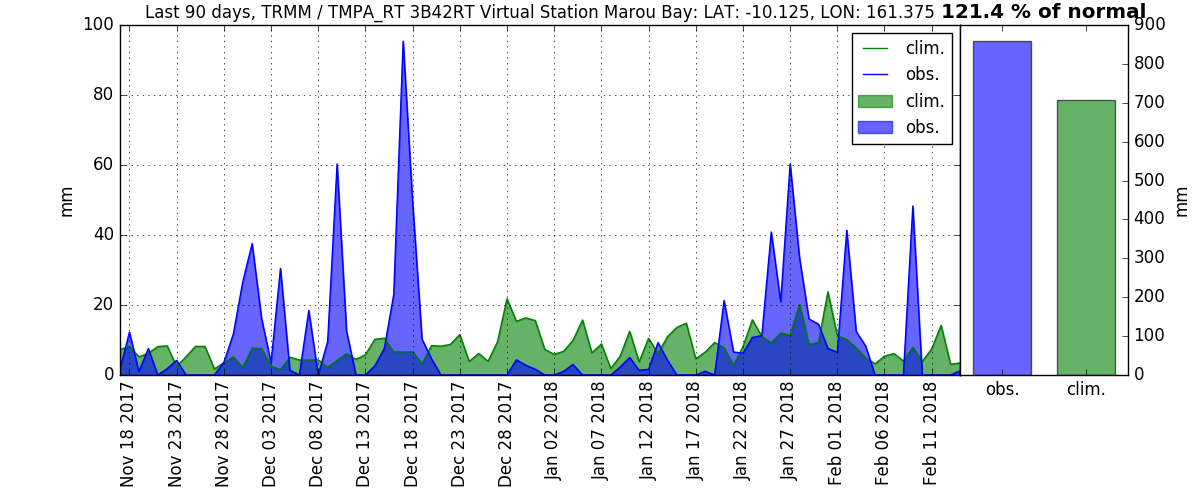 Last 90 days, TRMM / TMPA_RT 3B42RT Virtual Station Marou Bay: LAT: -10.125, LON: 161.375 121.4 % of normal
100
80
60
40
20
0
mm
clim.
obs.
clim.
obs.
900
800
700
600
500
400
300
200
100
0
mm
obs.
clim.
Nov 18 2017
Nov 23 2017
Nov 28 2017
Dec 03 2017
Dec 08 2017
Dec 13 2017
Dec 18 2017
Dec 23 2017
Dec 28 2017
Jan 02 2018
Jan 07 2018
Jan 12 2018
Jan 17 2018
Jan 22 2018
Jan 27 2018
Feb 01 2018
Feb 06 2018
Feb 11 2018